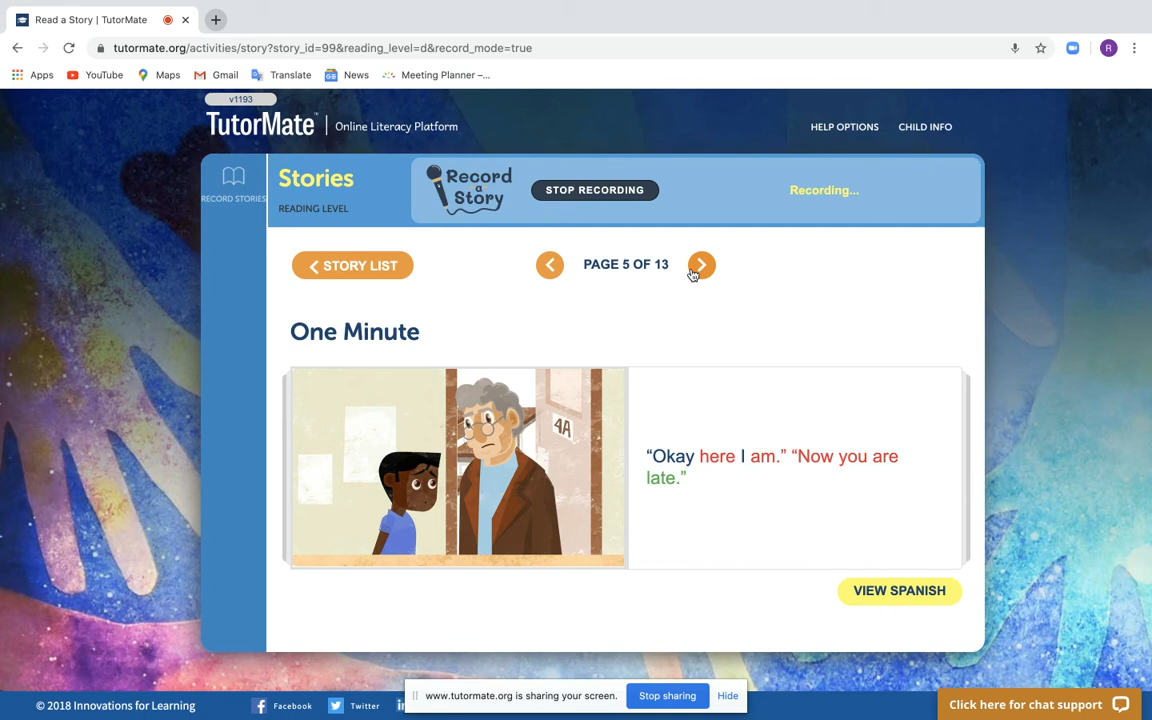 Read a Story | TutorMate
tutormate.org/activities/story?story_id=99&reading_level=d&record_mode=true
R
Apps YouTube Maps Gmail Translate News Meeting Planner –...
v1193
TutorMate | Online Literacy Platform
HELP OPTIONS CHILD INFO
RECORD STORIES
Stories
READING LEVEL
Record
a
Story
STOP RECORDING
Recording...
STORY LIST
PAGE 5 OF 13
One Minute
4A
“Okay here I am.” “Now you are
late.”
VIEW SPANISH
www.tutormate.org is sharing your screen. Stop sharing Hide
© 2018 Innovations for Learning Facebook Twitter
Click here for chat support